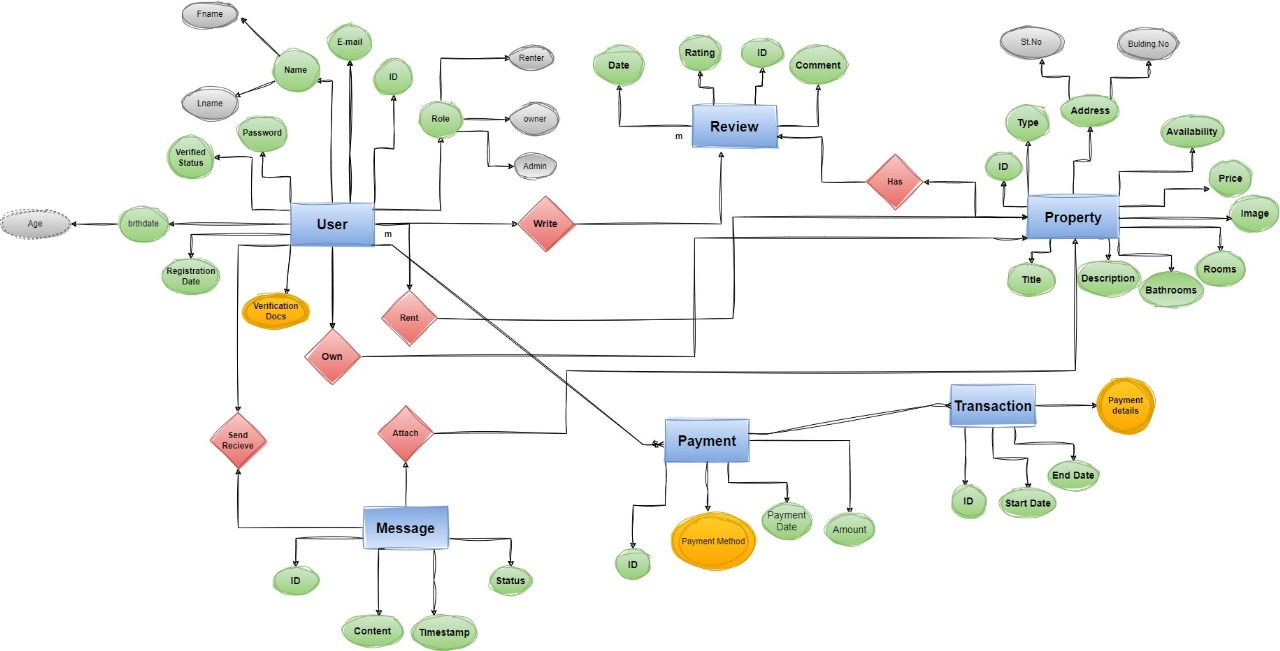 Fname
E-mail
Name
ID
Lname
Role
Renter
owner
Admin
Password
Verified
Status
Age
brthdate
User
m
Registration
Date
Verification
Docs
Write
Rent
Own
Date
Rating
ID
Comment
Review
m
Has
St.No
Bulding.No
Address
Type
ID
Availability
Price
Image
Property
Rooms
Title
Description
Bathrooms
Send
Recieve
Attach
Message
ID
Content
Timestamp
Status
Payment
ID
Payment Method
Payment
Date
Amount
Transaction
Payment
details
ID
Start Date
End Date